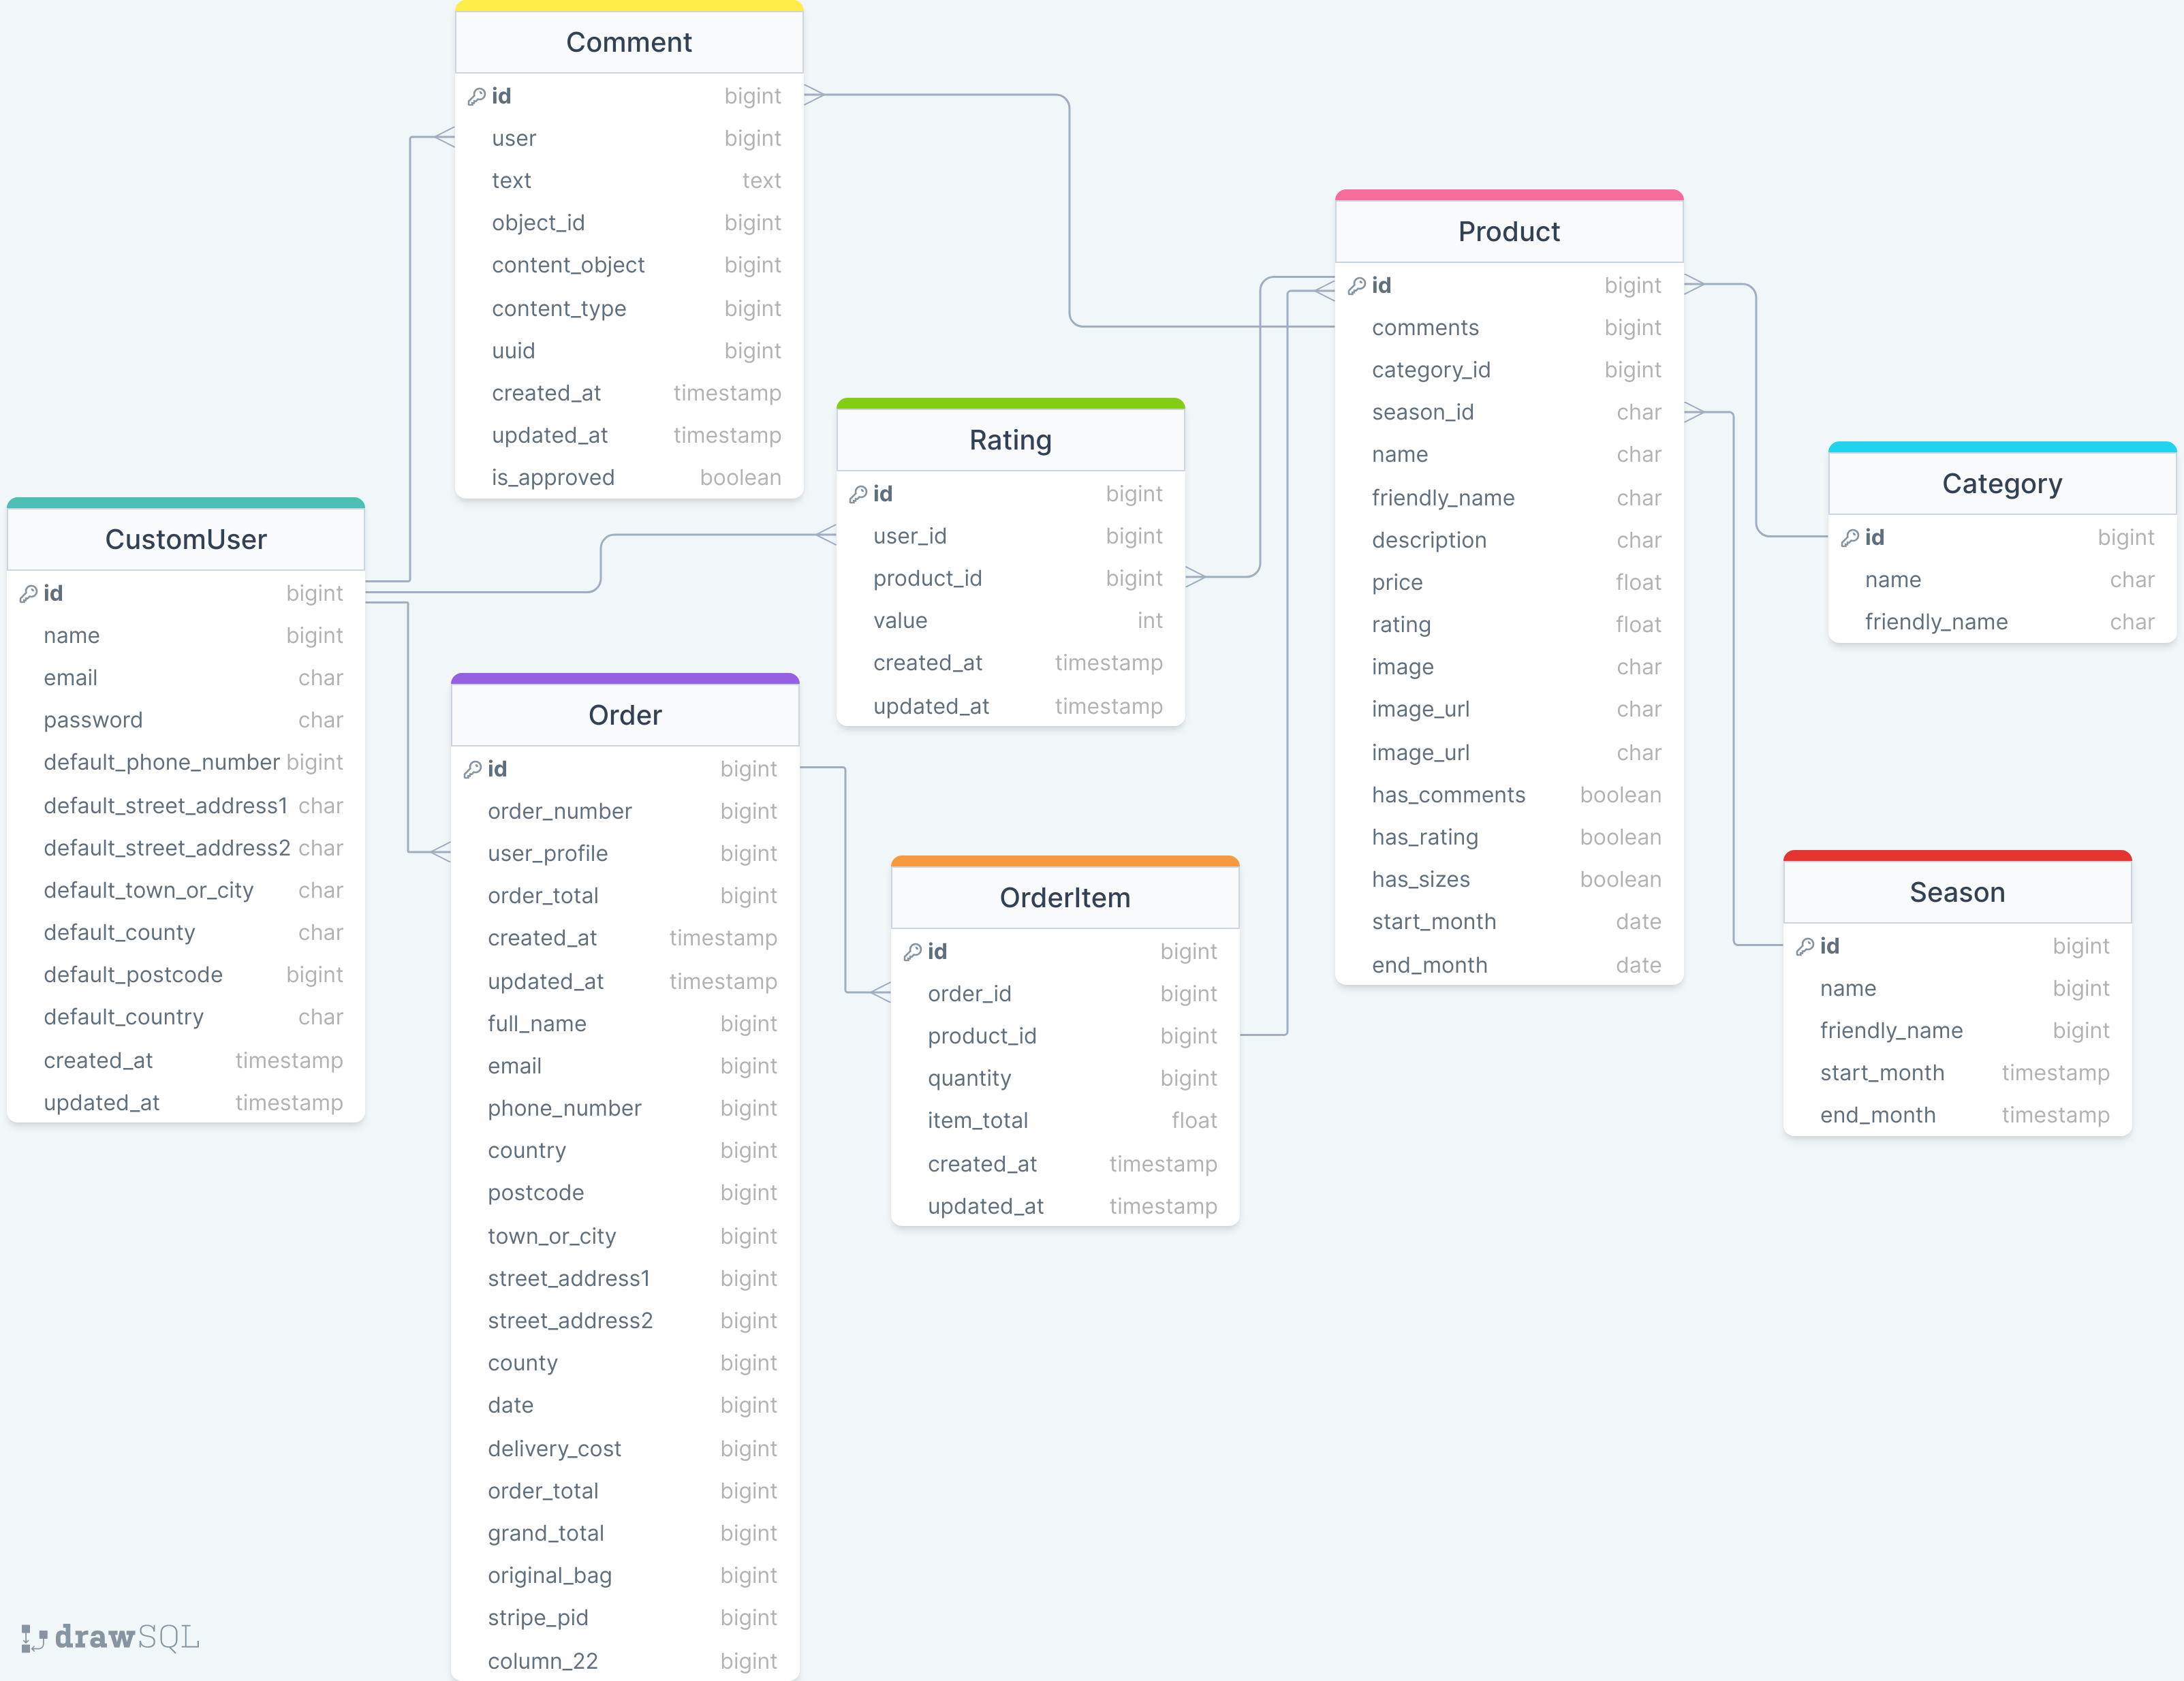 Comment
id bigint
user bigint
text text
object_id bigint
content_object bigint
content_type bigint
uuid bigint
created_at timestamp
updated_at timestamp
is_approved boolean
CustomUser
id bigint
name bigint
email char
password char
default_phone_number bigint
default_street_address1 char
default_street_address2 char
default_town_or_city char
default_county char
default_postcode bigint
default_country char
created_at timestamp
updated_at timestamp
Order
id bigint
order_number bigint
user_profile bigint
order_total bigint
created_at timestamp
updated_at timestamp
full_name bigint
email bigint
phone_number bigint
country bigint
postcode bigint
town_or_city bigint
street_address1 bigint
street_address2 bigint
county bigint
date bigint
delivery_cost bigint
order_total bigint
grand_total bigint
original_bag bigint
stripe_pid bigint
column_22 bigint
Rating
id bigint
user_id bigint
product_id bigint
value int
created_at timestamp
updated_at timestamp
OrderItem
id bigint
order_id bigint
product_id bigint
quantity bigint
item_total float
created_at timestamp
updated_at timestamp
Product
id bigint
comments bigint
category_id bigint
season_id char
name char
friendly_name char
description char
price float
rating float
image char
image_url char
image_url char
has_comments boolean
has_rating boolean
has_sizes boolean
start_month date
end_month date
Category
id bigint
name char
friendly_name char
Season
id bigint
name bigint
friendly_name bigint
start_month timestamp
end_month timestamp
drawSQL